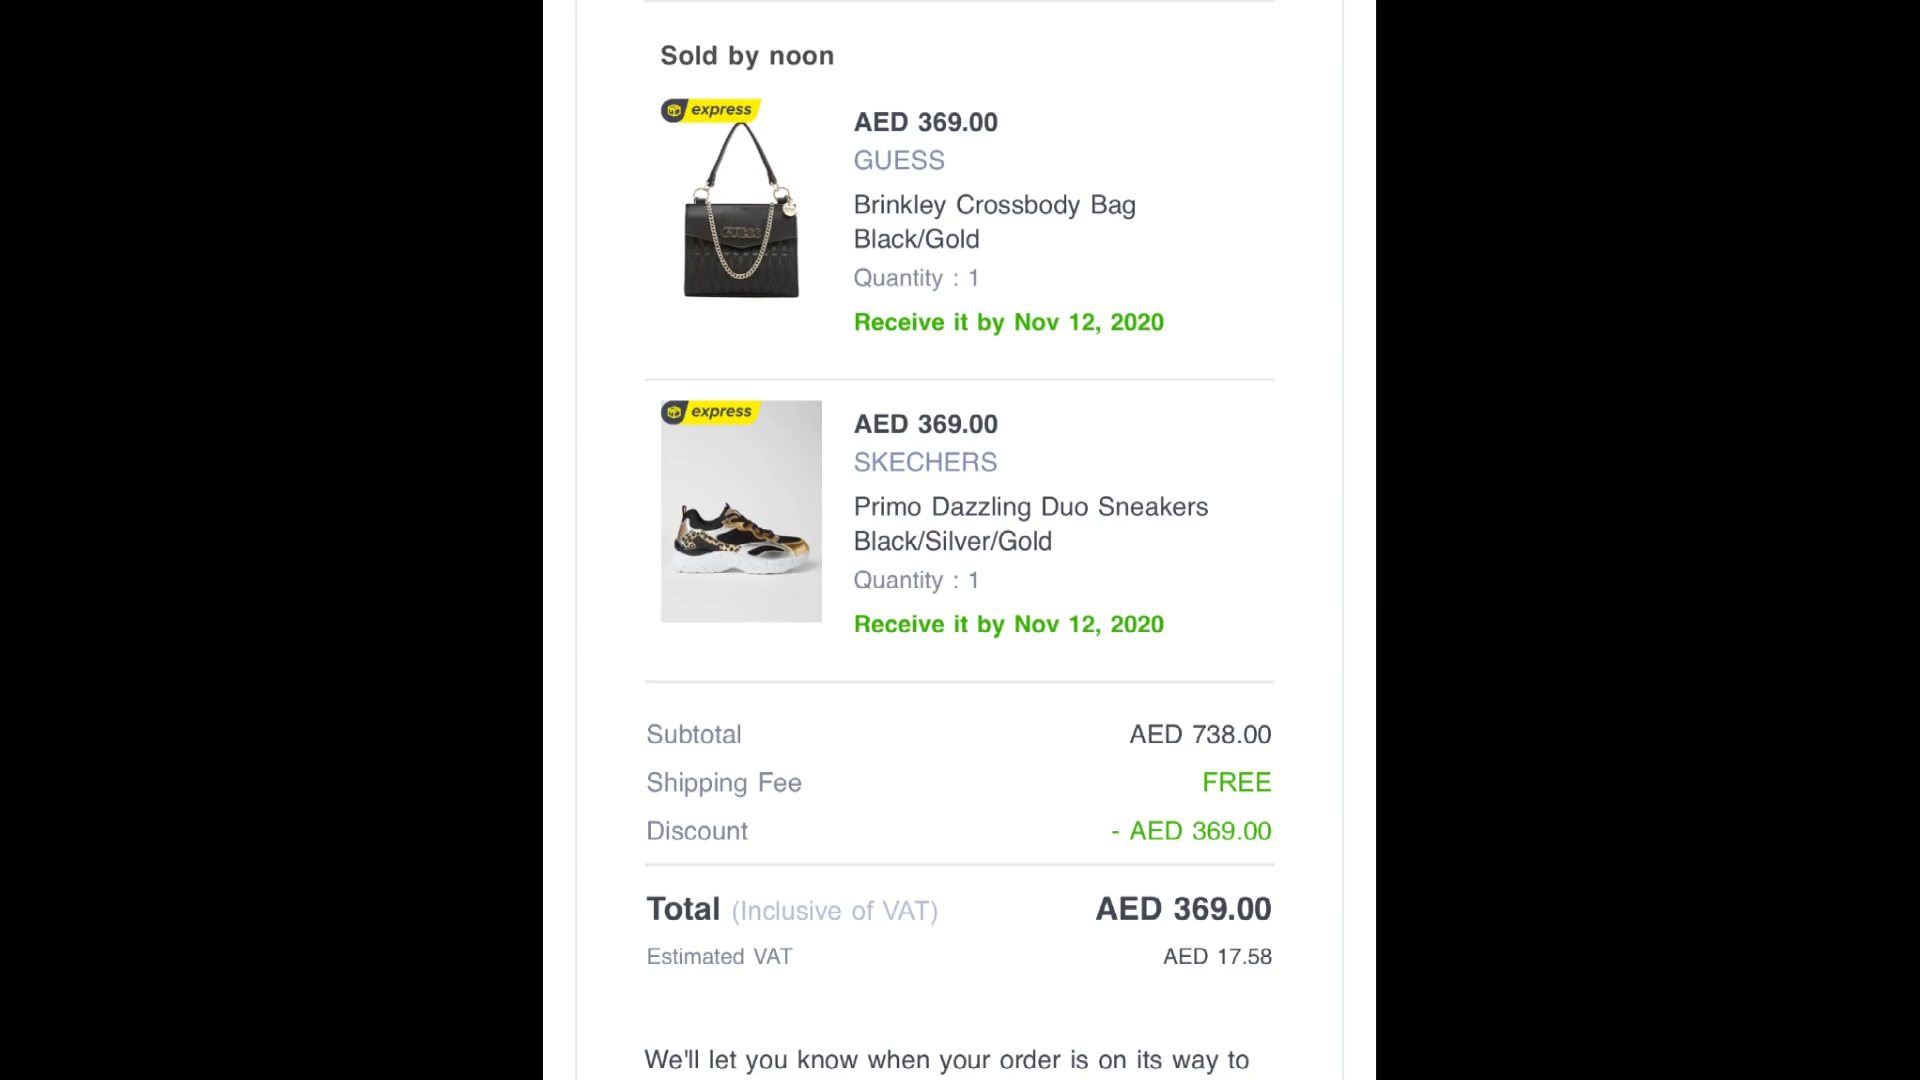 Sold by noon
express
AED 369.00
GUESS
Brinkley Crossbody Bag
Black/Gold
Quantity : 1
Receive it by Nov 12, 2020
express
AED 369.00
SKECHERS
Primo Dazzling Duo Sneakers
Black/Silver/Gold
Quantity : 1
Receive it by Nov 12, 2020
Subtotal AED 738.00
Shipping Fee FREE
Discount - AED 369.00
Total (Inclusive of VAT) AED 369.00
Estimated VAT AED 17.58
We'll let you know when your order is on its way to